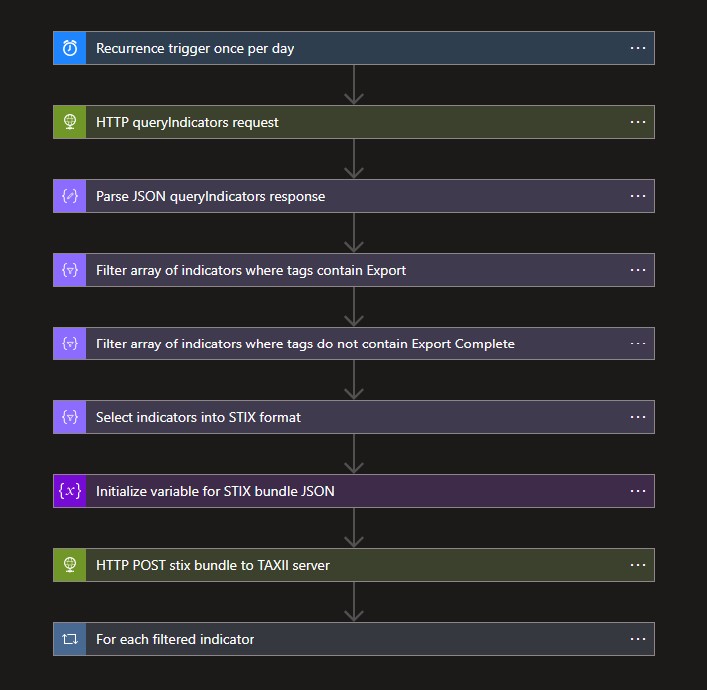 Recurrence trigger once per day
HTTP queryIndicators request
Parse JSON queryIndicators response
Filter array of indicators where tags contain Export
Filter array of indicators where tags do not contain Export Complete
Select indicators into STIX format
{x} Initialize variable for STIX bundle JSON
HTTP POST stix bundle to TAXII server
For each filtered indicator